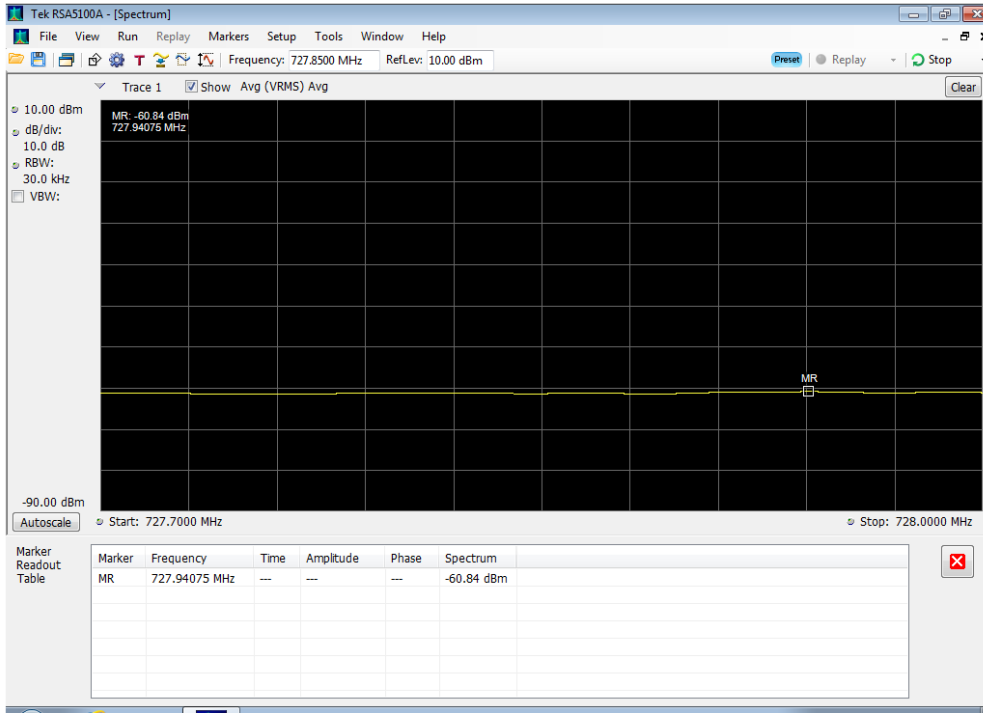 Tek RSA5100A - [Spectrum]
File View Run Replay Markers Setup Tools Window Help
T Frequency: 727.8500 MHz RefLev: 10.00 dBm Preset Replay Stop
Trace 1 Show Avg (VRMS) Avg Clear
10.00 dBm
dB/div:
10.0 dB
RBW:
30.0 kHz
VBW:
MR: -60.84 dBm
727.94075 MHz
MR
-90.00 dBm
Autoscale Start: 727.7000 MHz Stop: 728.0000 MHz
Marker
Readout
Table
Marker Frequency Time Amplitude Phase Spectrum
MR 727.94075 MHz --- --- --- -60.84 dBm